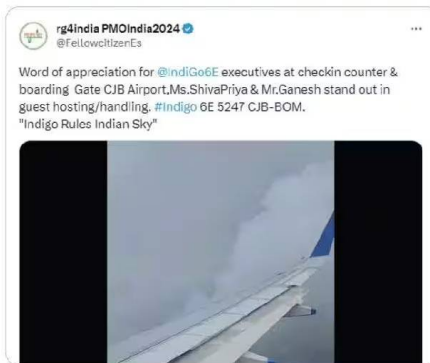 rg4india PMOIndia2024
@FellowcitizenEs
Word of appreciation for @IndiGo6E executives at checkin counter &
boarding Gate CJB Airport,Ms.ShivaPriya & Mr.Ganesh stand out in
guest hosting/handling. #Indigo 6E 5247 CJB-BOM.
"Indigo Rules Indian Sky"